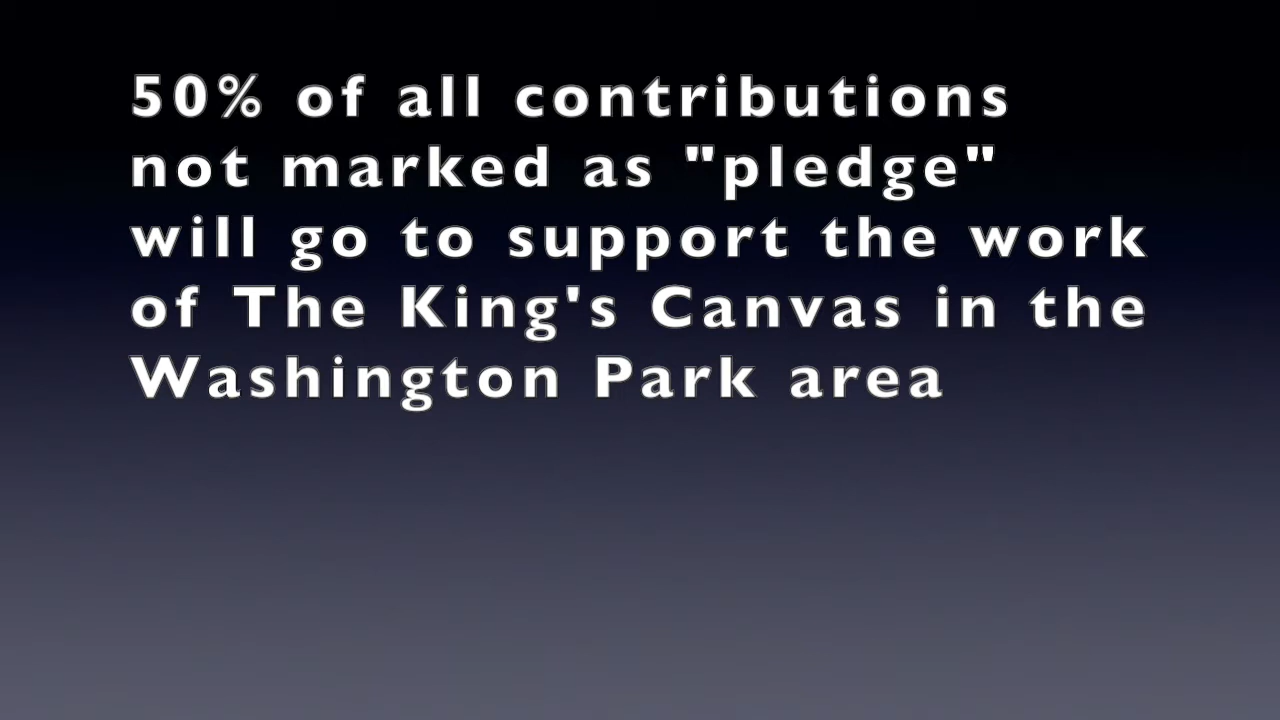 50% of all contributions
not marked as "pledge"
will go to support the work
of The King's Canvas in the
Washington Park area